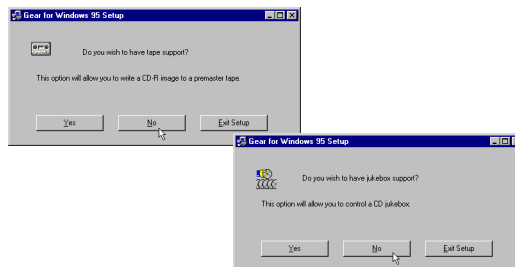 Gear for Windows 95 Setup
Do you wish to have tape support?
This option will allow you to write a CD-R image to a premaster tape.
Yes No Exit Setup
Gear for Windows 95 Setup
Do you wish to have jukebox support?
This option will allow you to control a CD jukebox.
Yes No Exit Setup